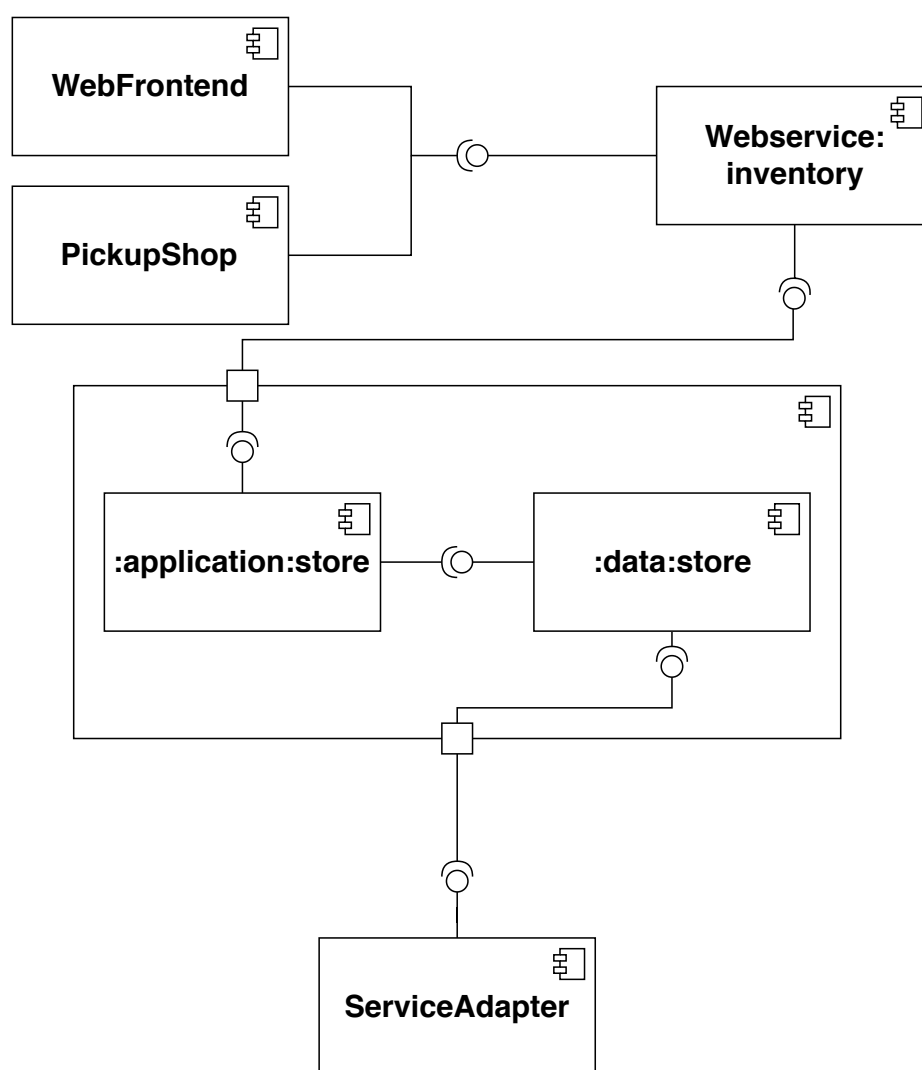 WebFrontend
Webservice:
inventory
PickupShop
:application:store
:data:store
ServiceAdapter